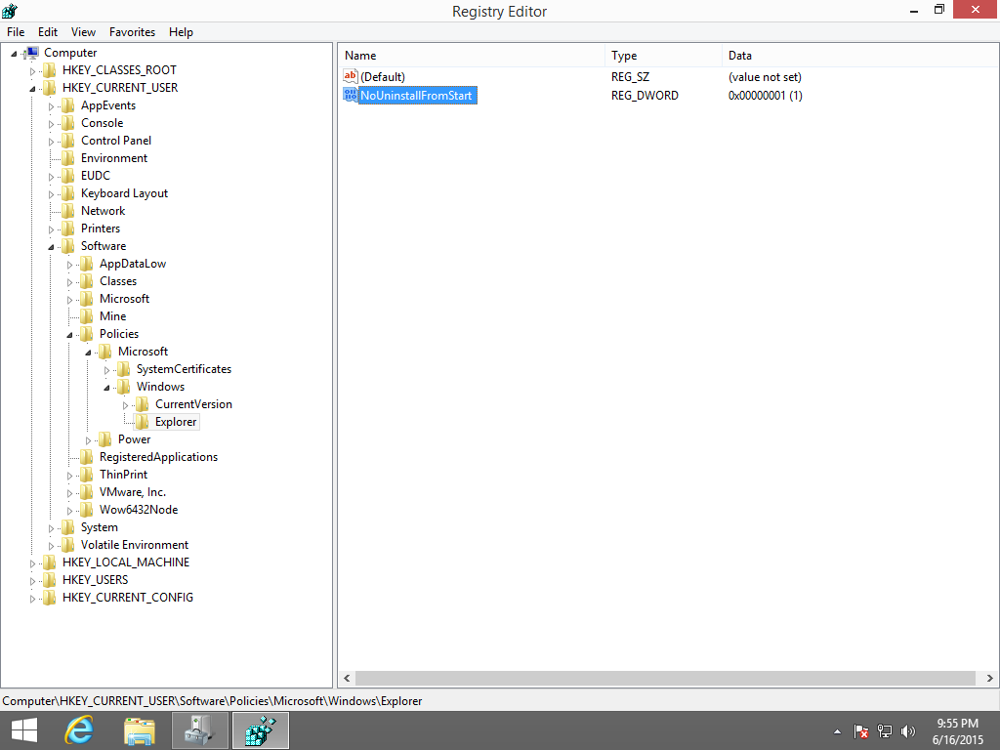 Registry Editor
File Edit View Favorites Help
Computer
HKEY_CLASSES_ROOT
HKEY_CURRENT_USER
AppEvents
Console
Control Panel
Environment
EUDC
Keyboard Layout
Network
Printers
Software
AppDataLow
Classes
Microsoft
Mine
Policies
Microsoft
SystemCertificates
Windows
CurrentVersion
Explorer
Power
RegisteredApplications
ThinPrint
VMware, Inc.
Wow6432Node
System
Volatile Environment
HKEY_LOCAL_MACHINE
HKEY_USERS
HKEY_CURRENT_CONFIG
Name Type Data
ab (Default) REG_SZ (value not set)
NoUninstallFromStart REG_DWORD 0x00000001 (1)
Computer\HKEY_CURRENT_USER\Software\Policies\Microsoft\Windows\Explorer
9:55 PM
6/16/2015